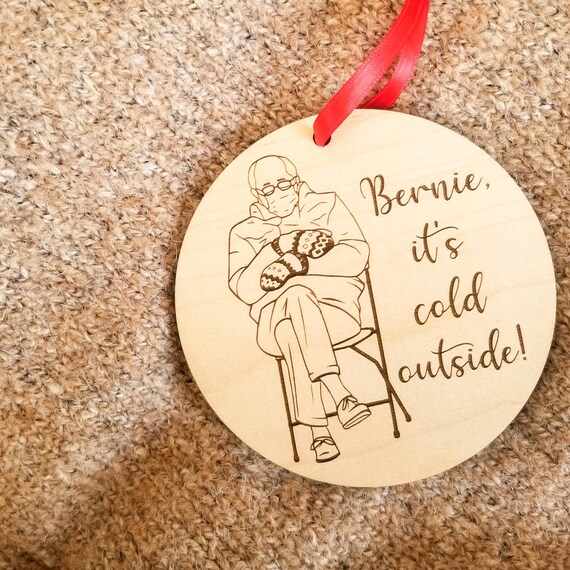 Bernie,
it's
cold
outside!